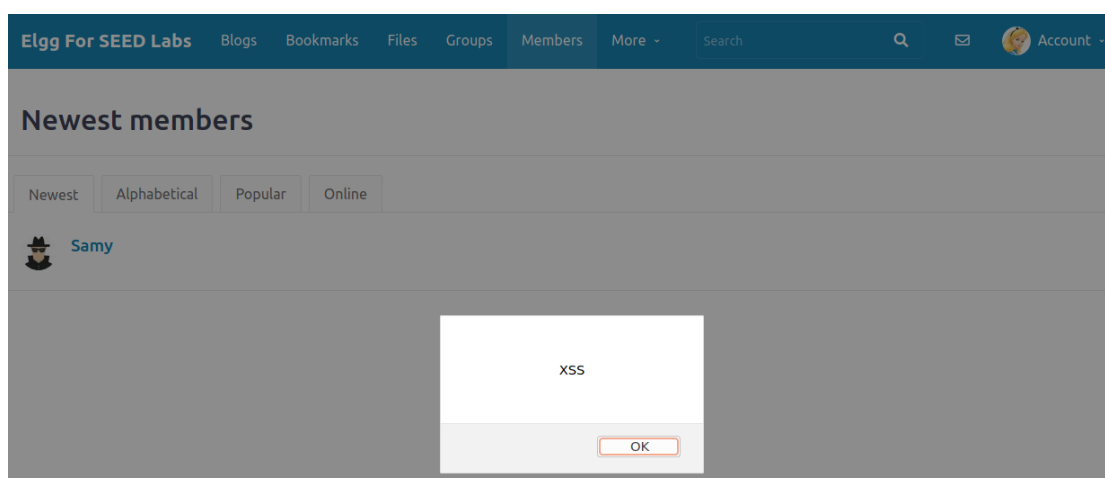 Elgg For SEED Labs Blogs Bookmarks Files Groups Members More Search Account
Newest members
Newest Alphabetical Popular Online
Samy
xss
OK